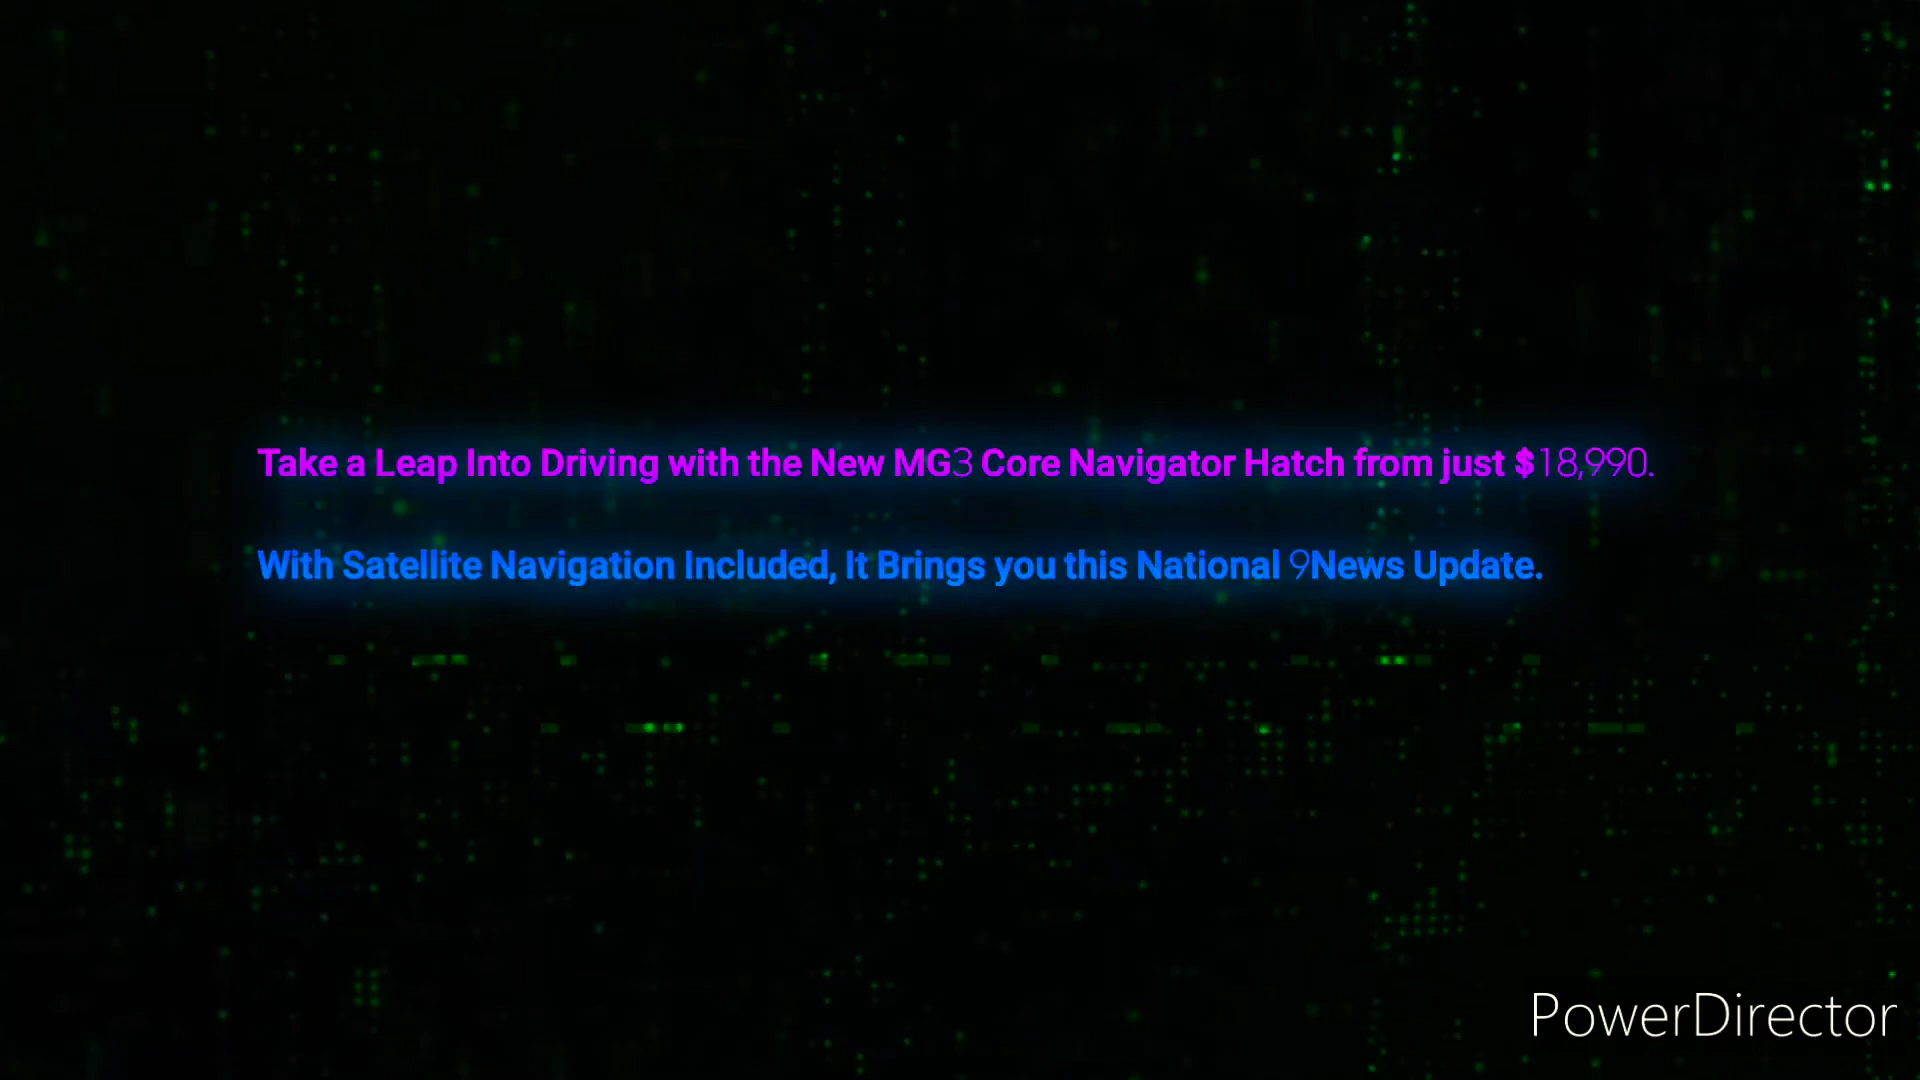 Take a Leap Into Driving with the New MG3 Core Navigator Hatch from just $18,990.
With Satellite Navigation Included, It Brings you this National 9News Update.
PowerDirector